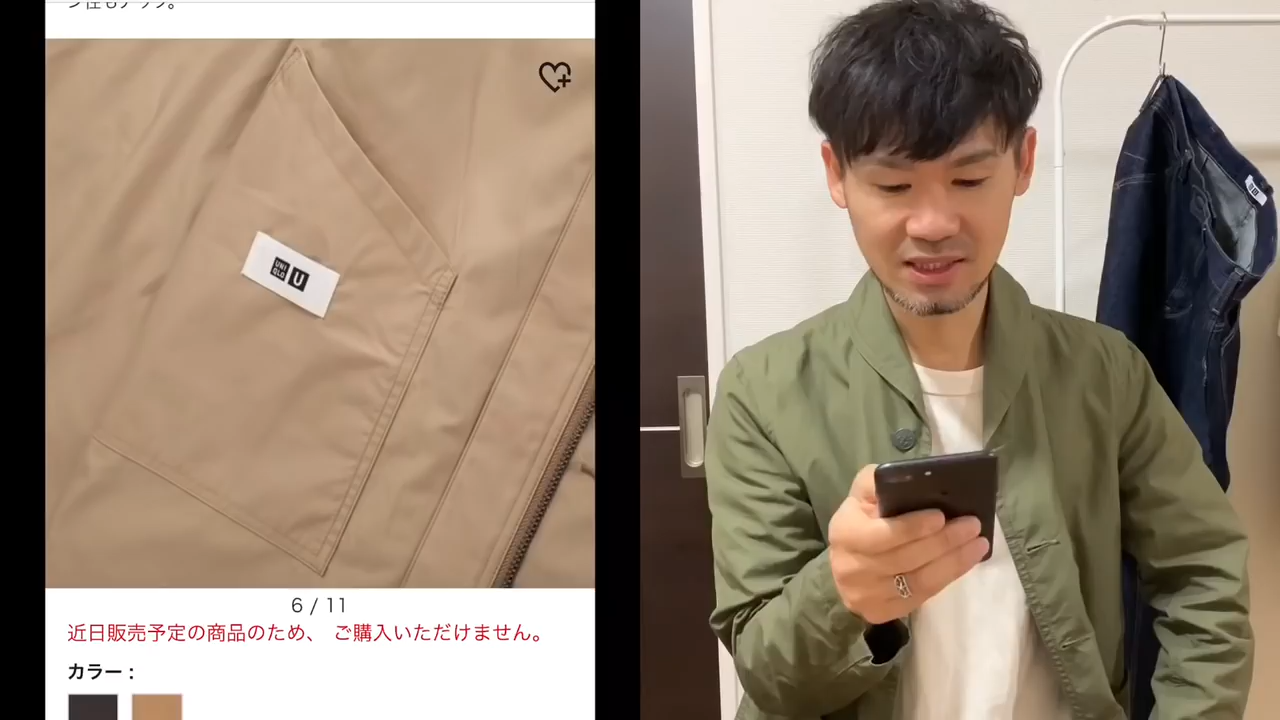 UNI
QLO
U
6 / 11
近日販売予定の商品のため、 ご購入いただけません。
カラー :